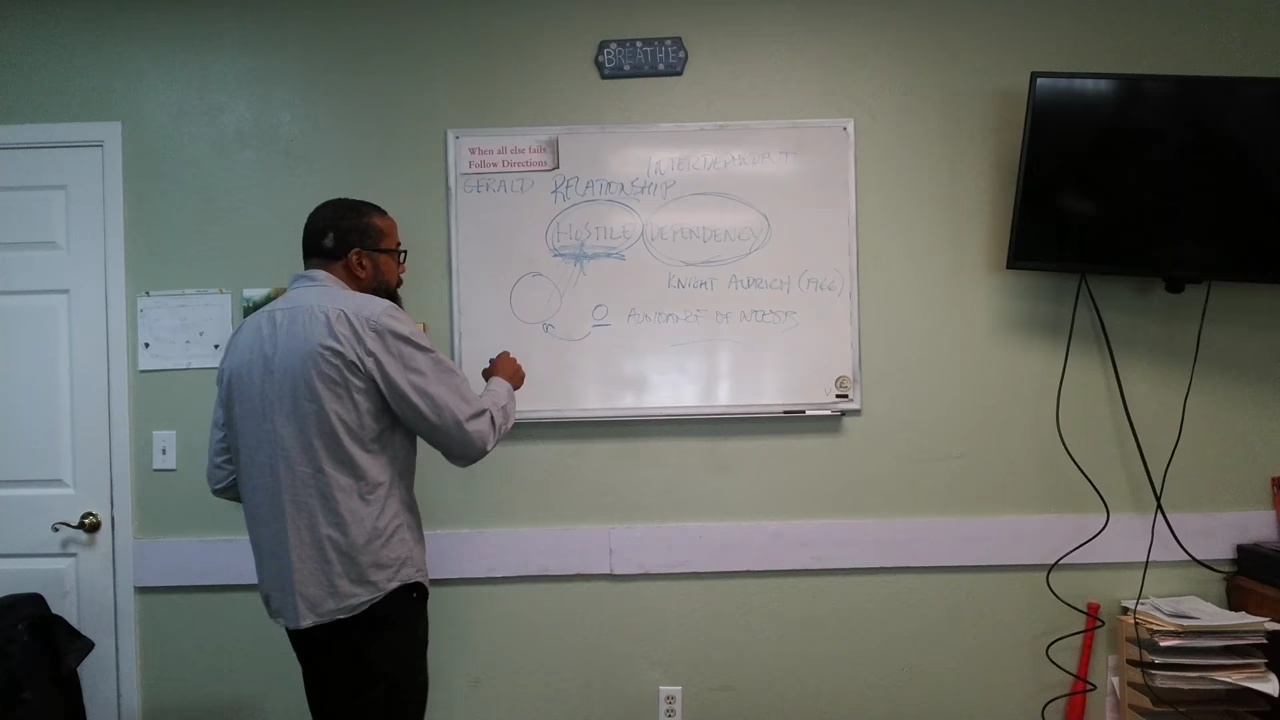 BREATHE
When all else fails
Follow Directions
INTERDEPENDENT
GERALD RELATIONSHIP
HOSTILE DEPENDENCY
KNIGHT ALDRICH (1966)
AVOIDANCE OF NEEDS